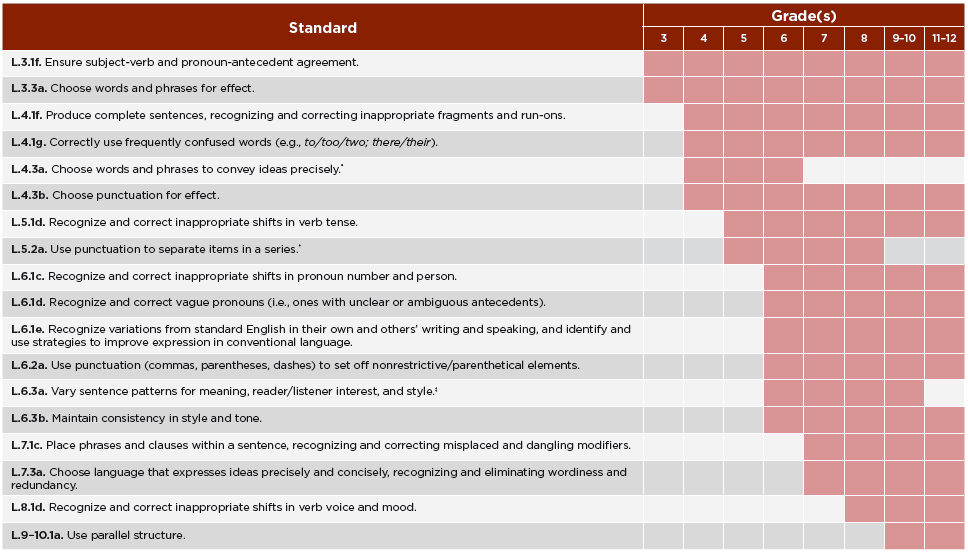 Standard
Grade(s)
3 4 5 6 7 8 9–10 11–12
L.3.1f. Ensure subject-verb and pronoun-antecedent agreement.
L.3.3a. Choose words and phrases for effect.
L.4.1f. Produce complete sentences, recognizing and correcting inappropriate fragments and run-ons.
L.4.1g. Correctly use frequently confused words (e.g., to/too/two; there/their).
L.4.3a. Choose words and phrases to convey ideas precisely.*
L.4.3b. Choose punctuation for effect.
L.5.1d. Recognize and correct inappropriate shifts in verb tense.
L.5.2a. Use punctuation to separate items in a series.†
L.6.1c. Recognize and correct inappropriate shifts in pronoun number and person.
L.6.1d. Recognize and correct vague pronouns (i.e., ones with unclear or ambiguous antecedents).
L.6.1e. Recognize variations from standard English in their own and others’ writing and speaking, and identify and
use strategies to improve expression in conventional language.
L.6.2a. Use punctuation (commas, parentheses, dashes) to set off nonrestrictive/parenthetical elements.
L.6.3a. Vary sentence patterns for meaning, reader/listener interest, and style.‡
L.6.3b. Maintain consistency in style and tone.
L.7.1c. Place phrases and clauses within a sentence, recognizing and correcting misplaced and dangling modifiers.
L.7.3a. Choose language that expresses ideas precisely and concisely, recognizing and eliminating wordiness and
redundancy.
L.8.1d. Recognize and correct inappropriate shifts in verb voice and mood.
L.9–10.1a. Use parallel structure.